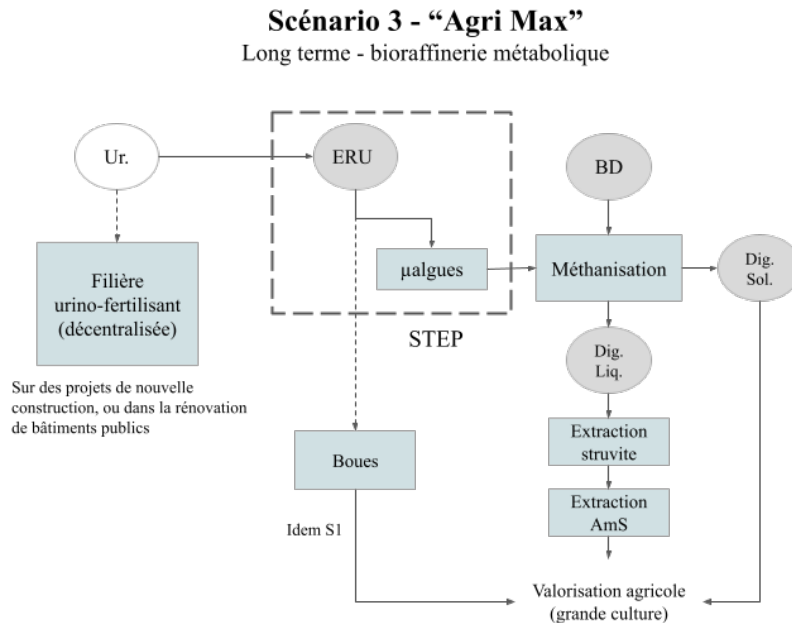 Scénario 3 - “Agri Max”
Long terme - bioraffinerie métabolique
Ur.
ERU
BD
Filière
urino-fertilisant
(décentralisée)
µalgues
Méthanisation
Dig.
Sol.
STEP
Dig.
Liq.
Sur des projets de nouvelle
construction, ou dans la rénovation
de bâtiments publics
Boues
Extraction
struvite
Extraction
AmS
Idem S1
Valorisation agricole
(grande culture)